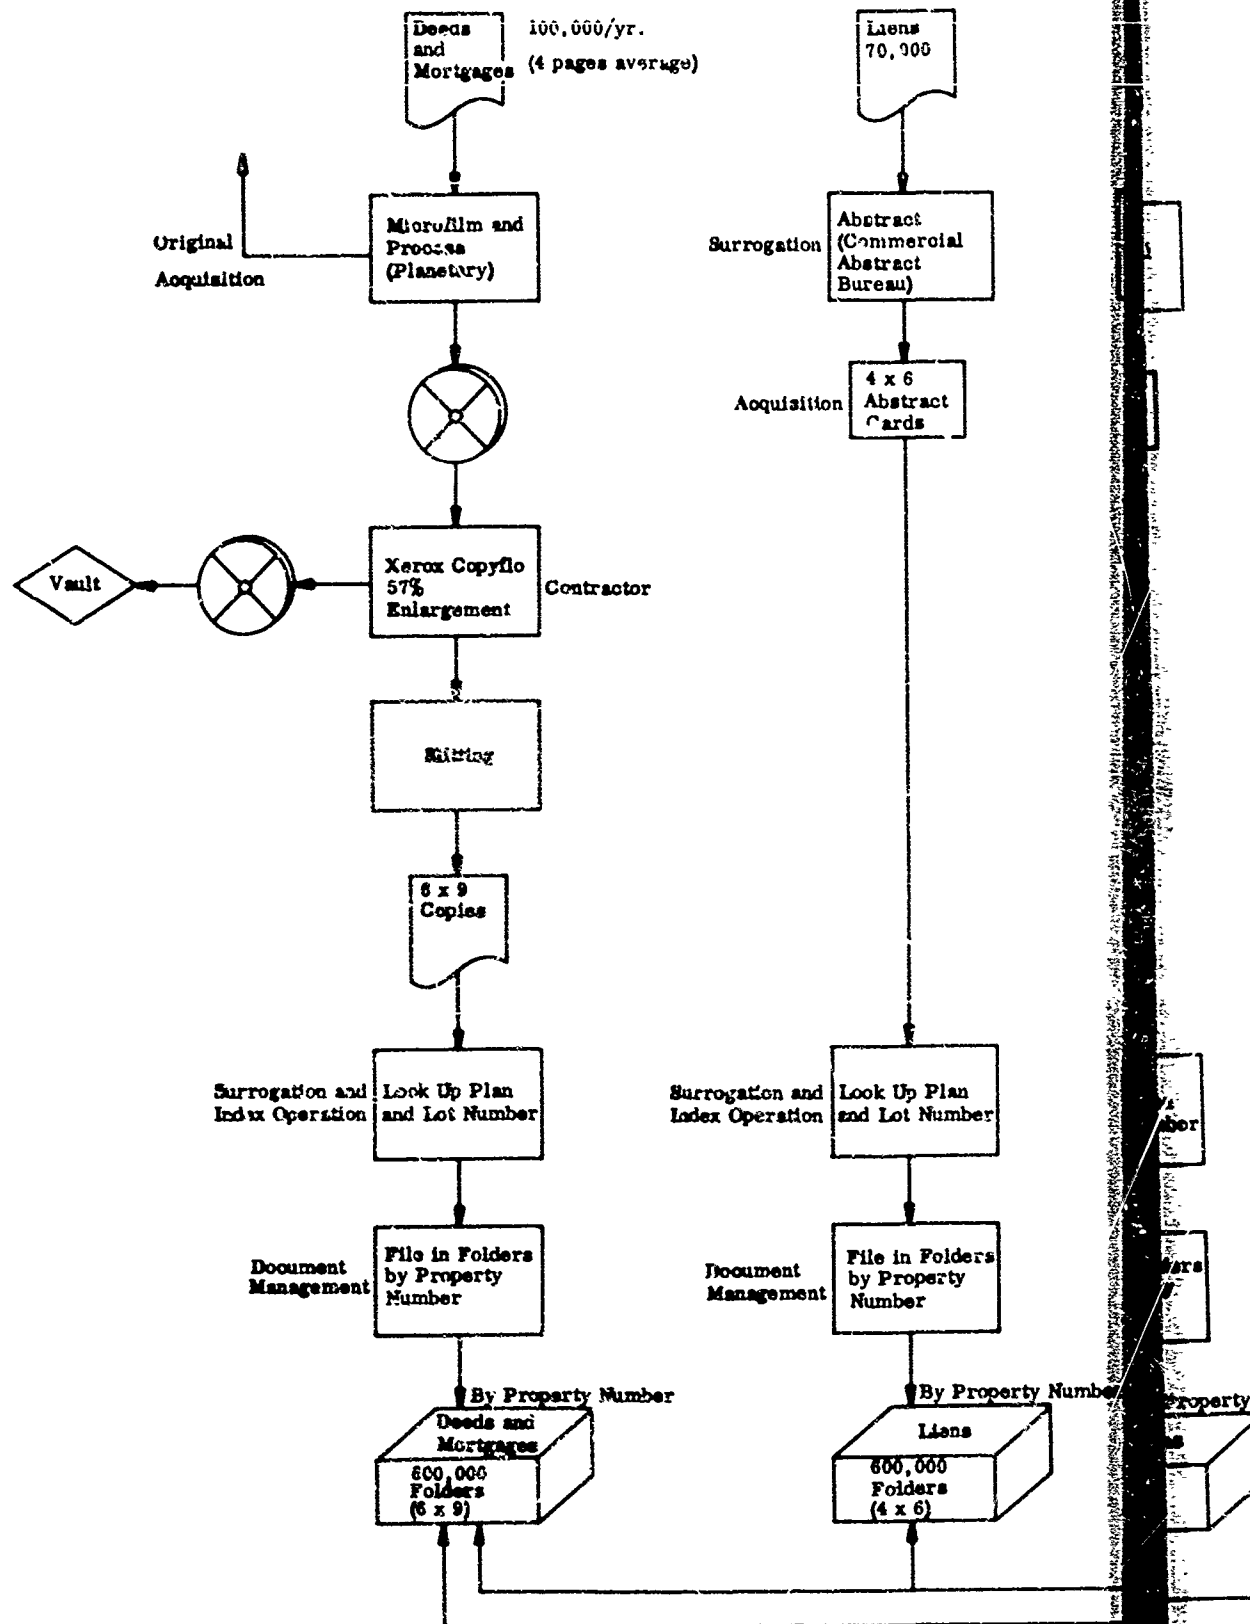 Deeds
and
Mortgages
100,000/yr.
(4 pages average)
Liens
70,000
Original
Acquisition
Microfilm and
Process
(Planetary)
Surrogation
Abstract
(Commercial
Abstract
Bureau)
Acquisition
4 x 6
Abstract
Cards
Vault
Xerox Copyflo
57%
Enlargement
Contractor
Slitting
6 x 9
Copies
Surrogation and
Index Operation
Look Up Plan
and Lot Number
Surrogation and
Index Operation
Look Up Plan
and Lot Number
Document
Management
File in Folders
by Property
Number
Document
Management
File in Folders
by Property
Number
By Property Number
Deeds and
Mortgages
600,000
Folders
(6 x 9)
By Property Number
Liens
600,000
Folders
(4 x 6)
Property